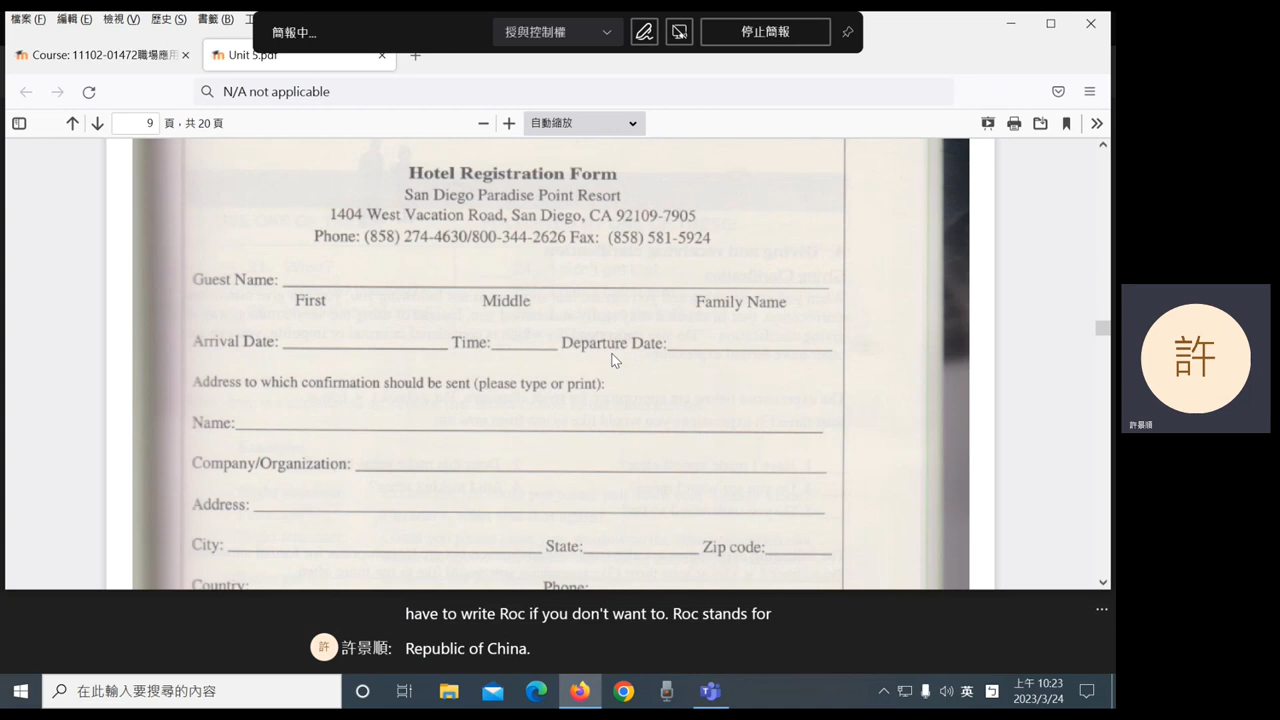 檔案(F) 編輯(E) 檢視(V) 歷史(S) 書籤(B)
簡報中... 授與控制權 停止簡報
Course: 11102-01472職場應用
Unit 5.pdf
N/A not applicable
9 頁，共 20 頁 自動縮放
Hotel Registration Form
San Diego Paradise Point Resort
1404 West Vacation Road, San Diego, CA 92109-7905
Phone: (858) 274-4630/800-344-2626 Fax: (858) 581-5924
Guest Name:
First Middle Family Name
Arrival Date: Time: Departure Date:
Address to which confirmation should be sent (please type or print):
Name:
Company/Organization:
Address:
City: State: Zip code:
Country: Phone:
許
許景順
have to write Roc if you don't want to. Roc stands for
許 許景順: Republic of China.
在此輸入要搜尋的文字
英
上午 10:23
2023/3/24